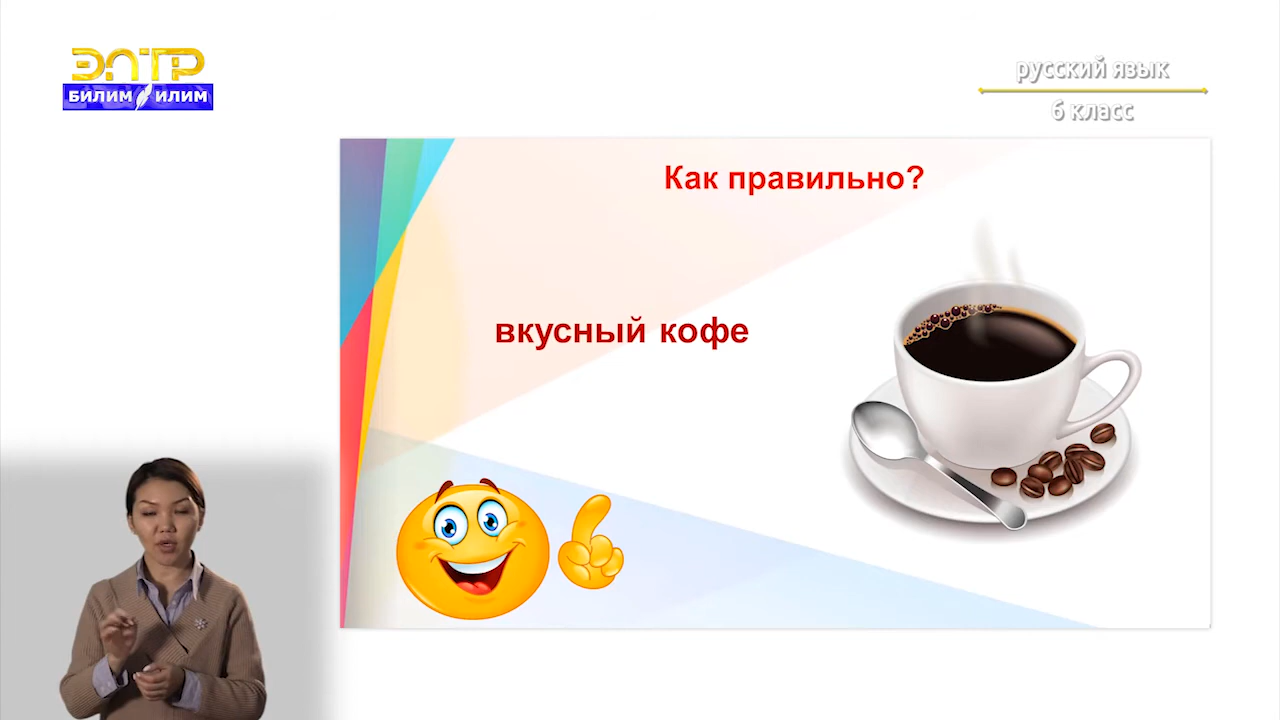 ЭЛТР
БИЛИМ ИЛИМ
русский язык
6 класс
Как правильно?
вкусный кофе